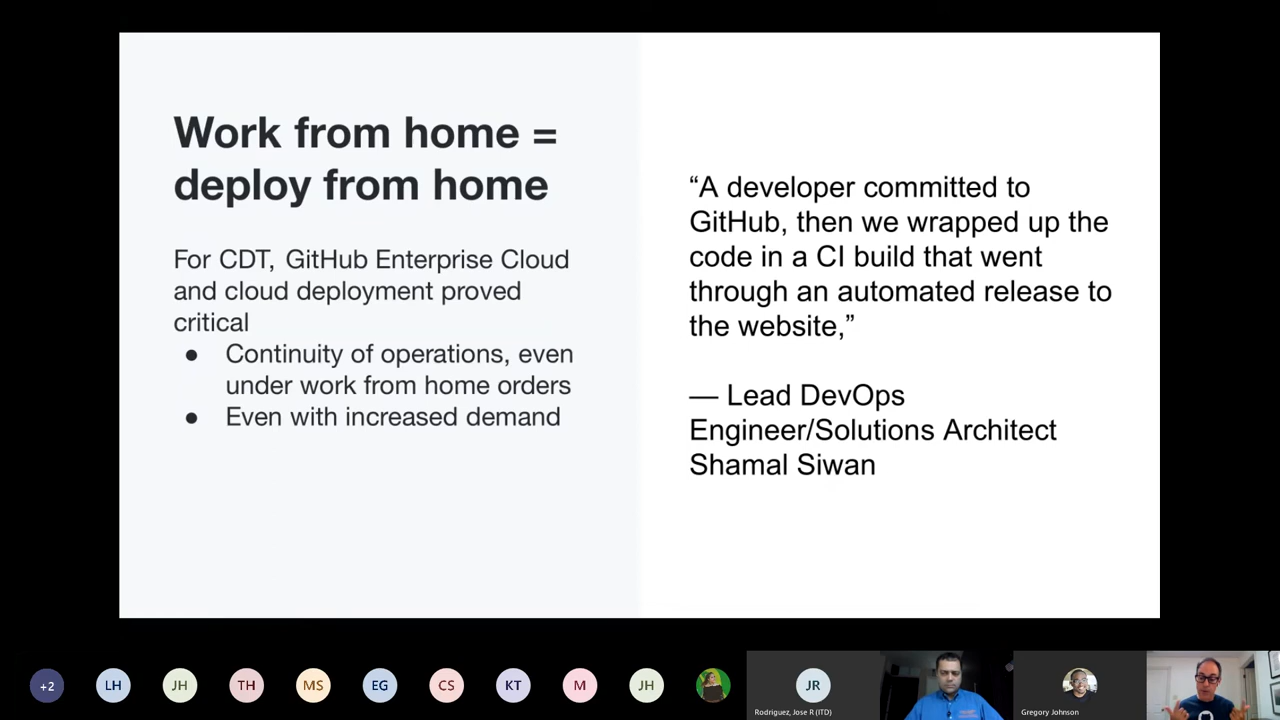 Work from home =
deploy from home
For CDT, GitHub Enterprise Cloud
and cloud deployment proved
critical
● Continuity of operations, even
under work from home orders
● Even with increased demand
“A developer committed to
GitHub, then we wrapped up the
code in a CI build that went
through an automated release to
the website,”
— Lead DevOps
Engineer/Solutions Architect
Shamal Siwan
+2
LH
JH
TH
MS
EG
CS
KT
M
JH
JR
Rodriguez, Jose R (ITD)
Gregory Johnson